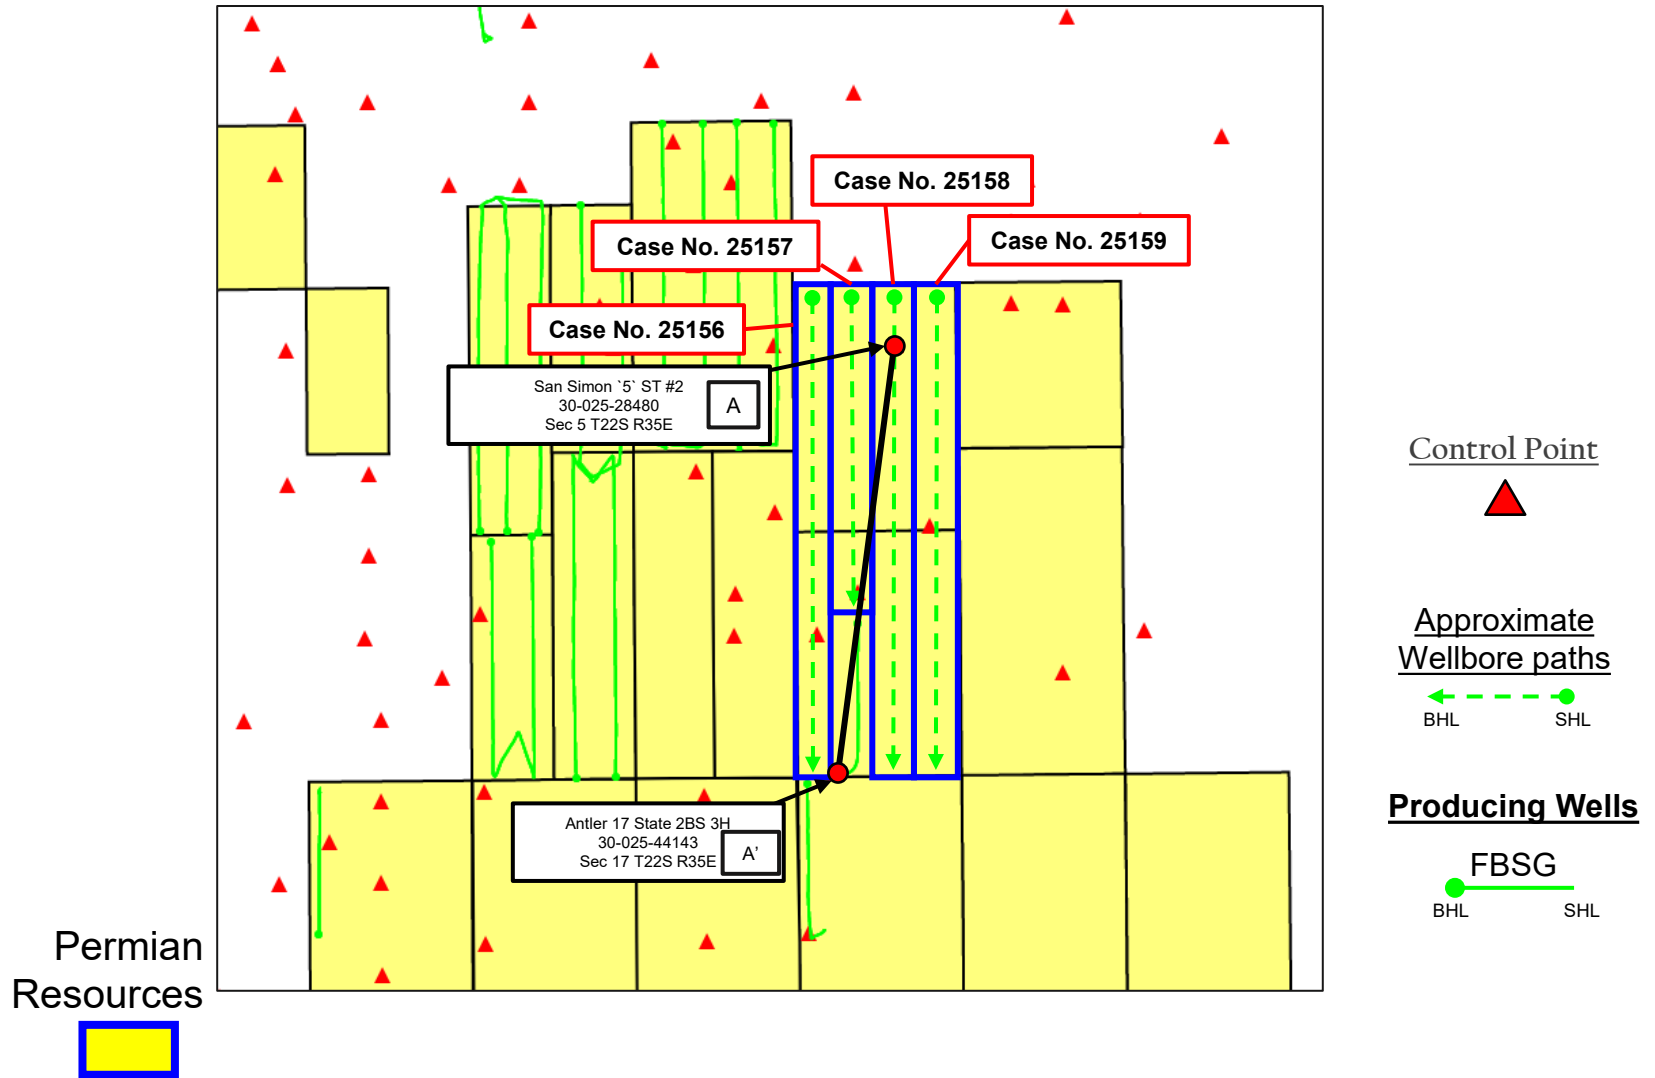 Case No. 25158
Case No. 25157
Case No. 25159
Case No. 25156
San Simon `5` ST #2
30-025-28480
Sec 5 T22S R35E
A
Control Point
Approximate
Wellbore paths
BHL
SHL
Producing Wells
FBSG
BHL
SHL
Antler 17 State 2BS 3H
30-025-44143
Sec 17 T22S R35E
A'
Permian
Resources